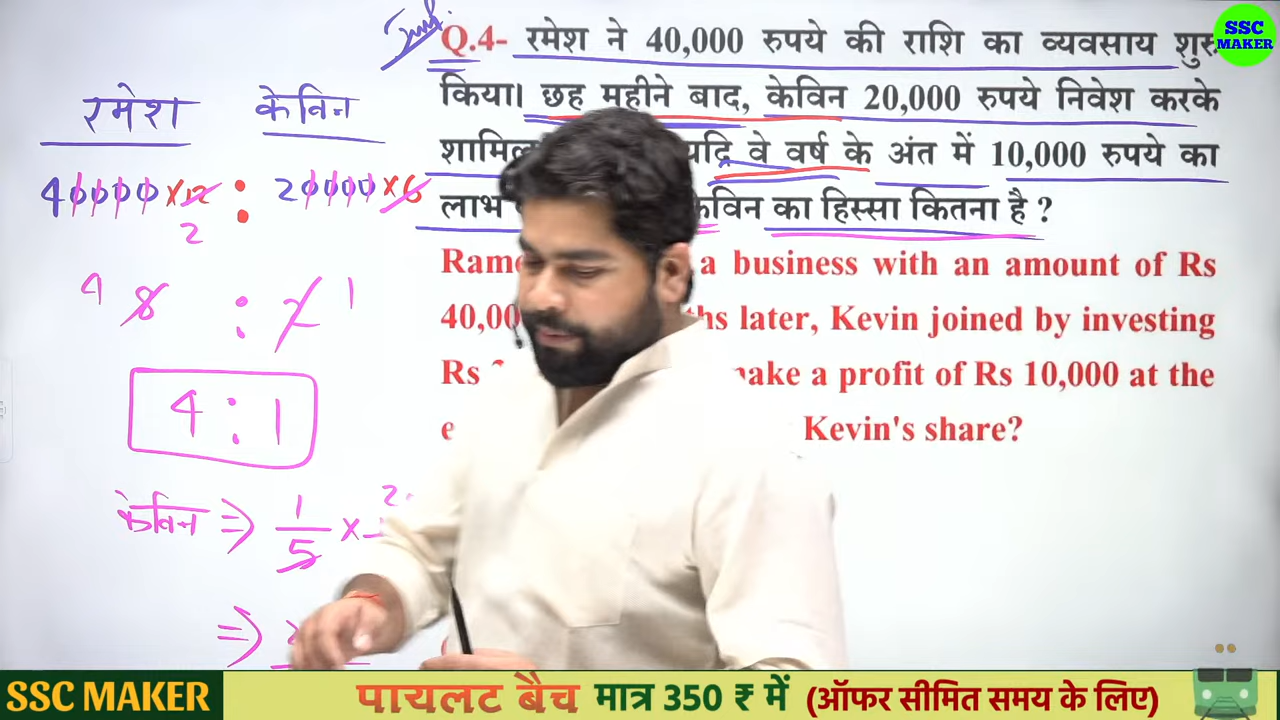 Q.4- रमेश ने 40,000 रुपये की राशि का व्यवसाय शुरु
किया। छह महीने बाद, केविन 20,000 रुपये निवेश करके
यदि वे वर्ष के अंत में 10,000 रुपये का
लाभ केविन का हिस्सा कितना है ?
a business with an amount of Rs
later, Kevin joined by investing
Rs make a profit of Rs 10,000 at the
Kevin's share?
रमेश केविन
40000 × 12 : 20000 × 6
2
4 8 : 2 1
4 : 1
केविन ⇒ 1/5 ×
⇒
SSC
MAKER
SSC MAKER
पायलट बैच मात्र 350 ₹ में (ऑफर सीमित समय के लिए)